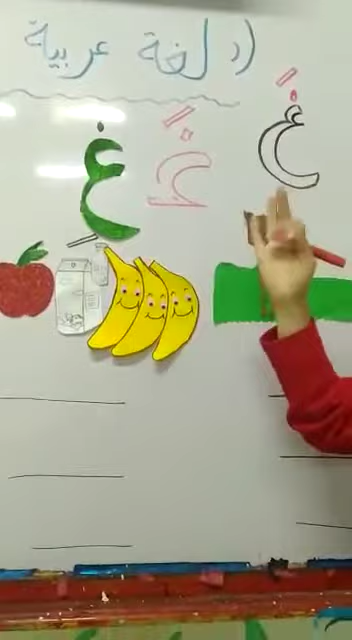 لغة عربية
غَ غَ غِ